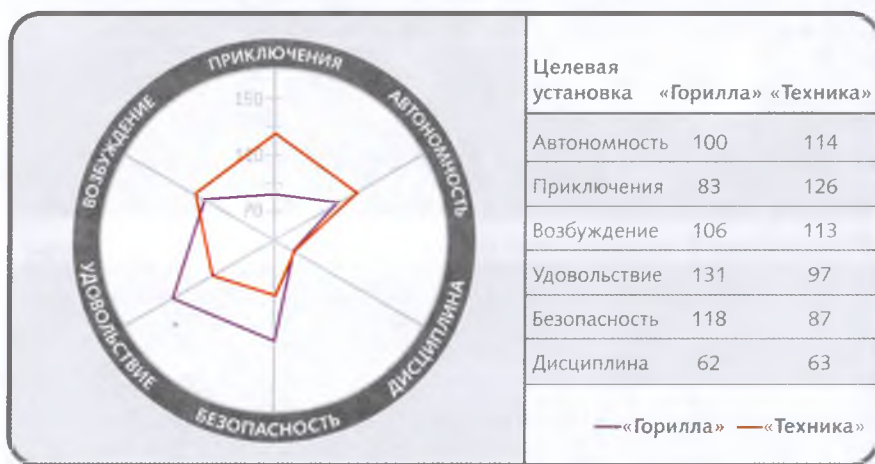 ПРИКЛЮЧЕНИЯ
АВТОНОМНОСТЬ
ДИСЦИПЛИНА
БЕЗОПАСНОСТЬ
УДОВОЛЬСТВИЕ
ВОЗБУЖДЕНИЕ
150
110
70
Целевая
установка «Горилла» «Техника»
Автономность 100 114
Приключения 83 126
Возбуждение 106 113
Удовольствие 131 97
Безопасность 118 87
Дисциплина 62 63
«Горилла» «Техника»